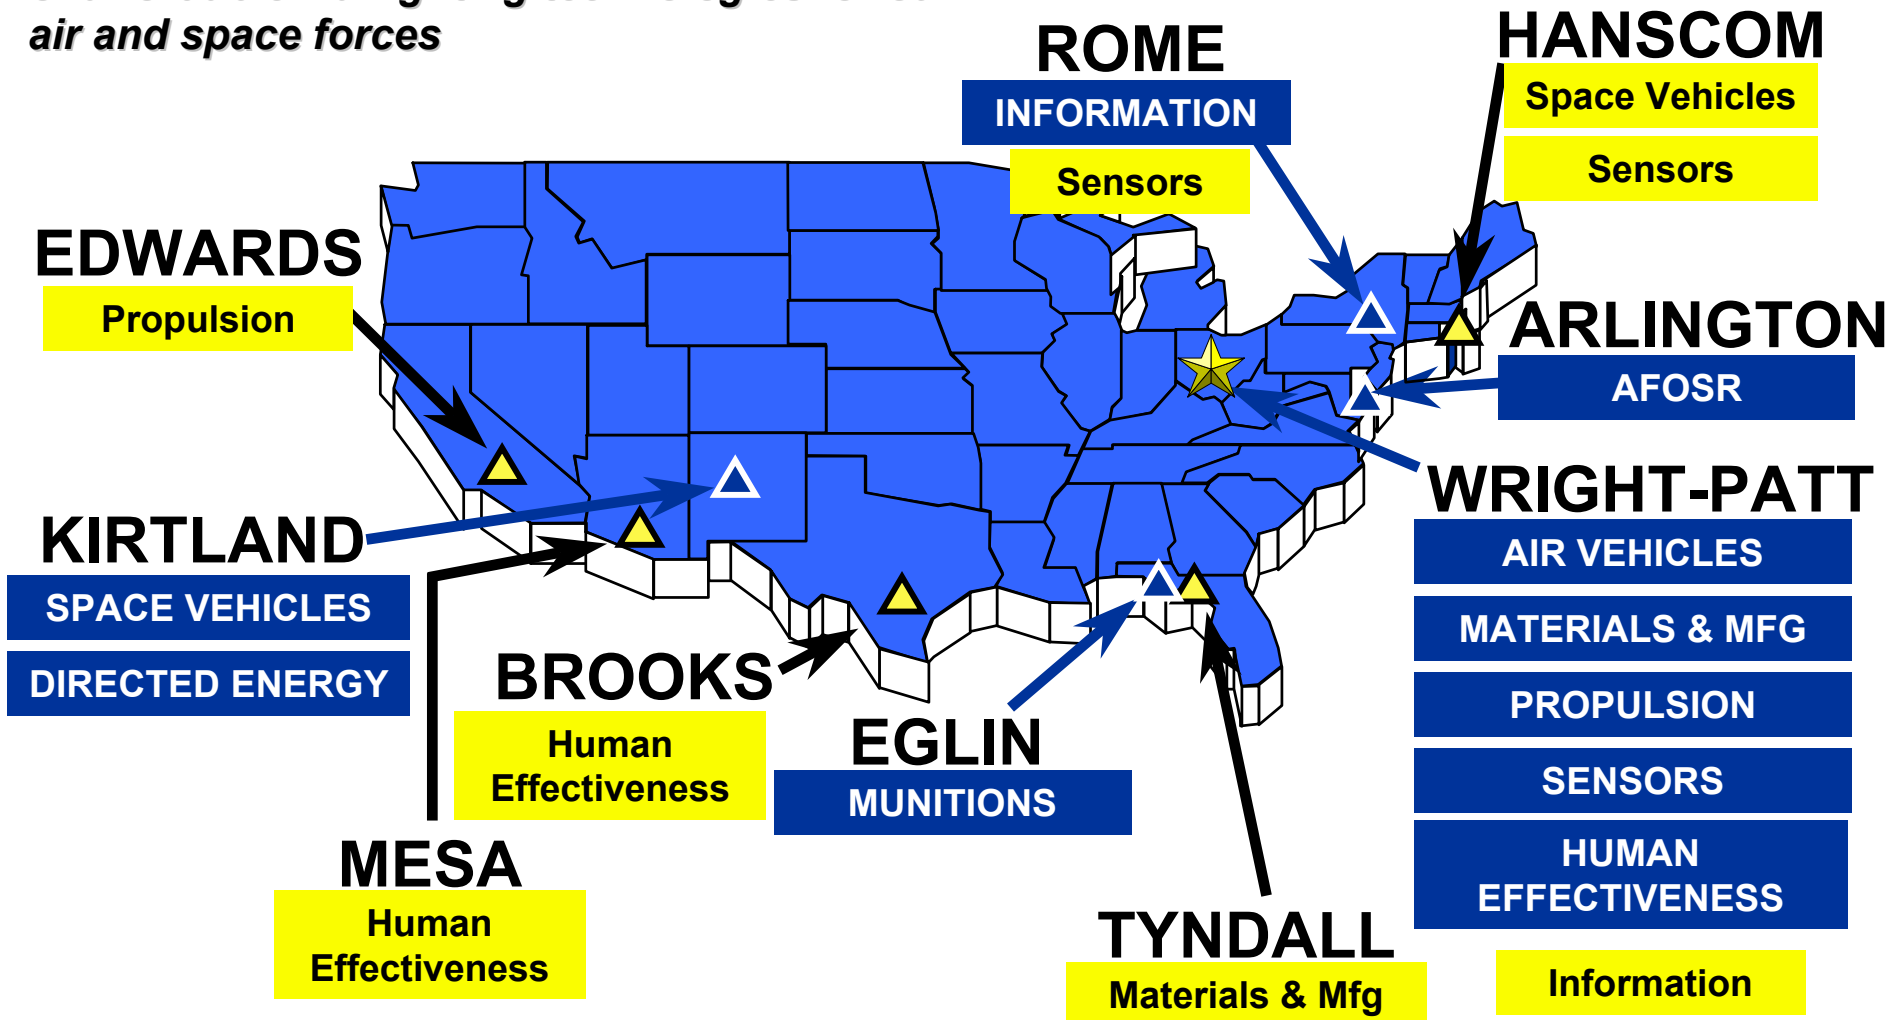 air and space forces
ROME
INFORMATION
Sensors
HANSCOM
Space Vehicles
Sensors
EDWARDS
Propulsion
ARLINGTON
AFOSR
KIRTLAND
SPACE VEHICLES
DIRECTED ENERGY
WRIGHT-PATT
AIR VEHICLES
MATERIALS & MFG
PROPULSION
SENSORS
HUMAN
EFFECTIVENESS
Information
BROOKS
Human
Effectiveness
EGLIN
MUNITIONS
MESA
Human
Effectiveness
TYNDALL
Materials & Mfg